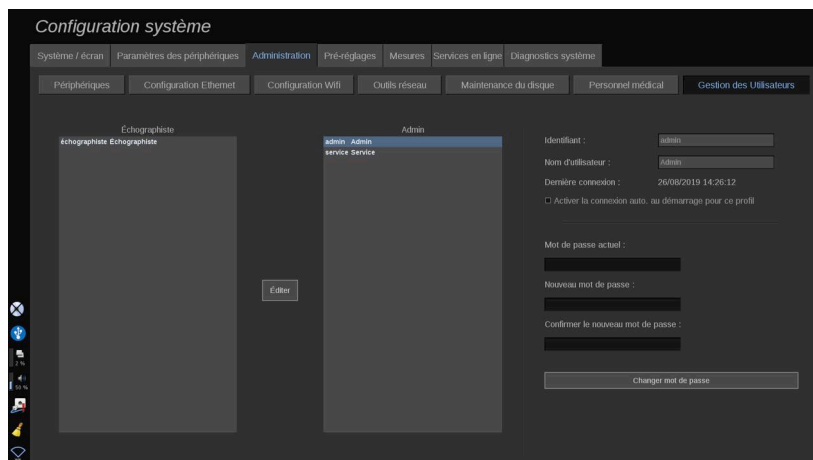 Configuration système
Système / écran Paramètres des périphériques Administration Pré-réglages Mesures Services en ligne Diagnostics système
Périphériques Configuration Ethernet Configuration Wifi Outils réseau Maintenance du disque Personnel médical Gestion des Utilisateurs
Échographiste
échographiste Échographiste
Admin
admin Admin
service Service
Éditer
Identifiant : admin
Nom d'utilisateur : Admin
Dernière connexion : 26/08/2019 14:26:12
Activer la connexion auto. au démarrage pour ce profil
Mot de passe actuel :
Nouveau mot de passe :
Confirmer le nouveau mot de passe :
Changer mot de passe
2 %
50 %